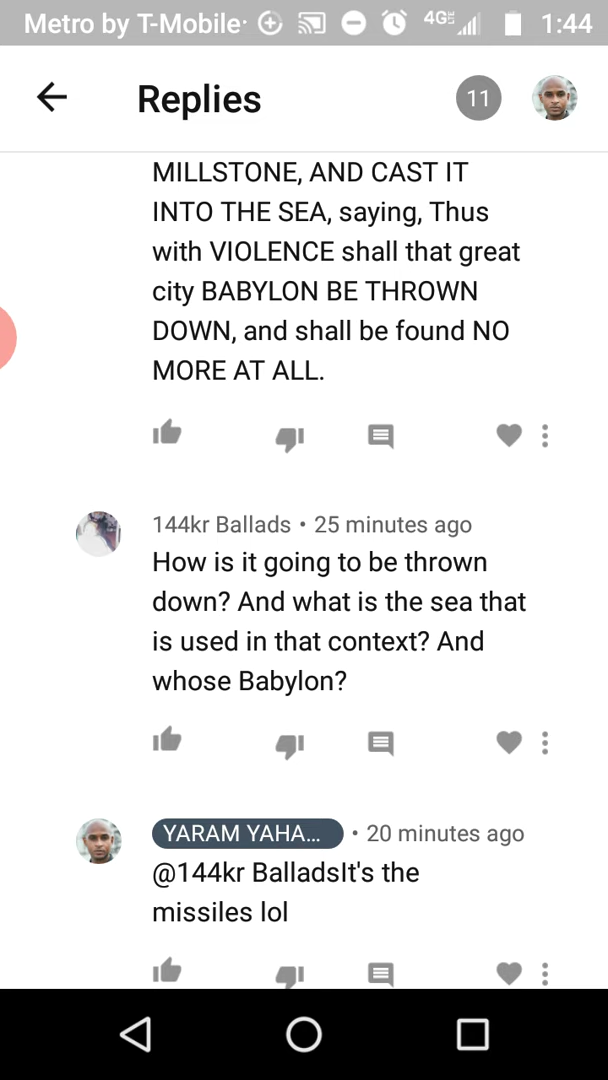 Metro by T-Mobile· 4G LTE 1:44
Replies 11
MILLSTONE, AND CAST IT
INTO THE SEA, saying, Thus
with VIOLENCE shall that great
city BABYLON BE THROWN
DOWN, and shall be found NO
MORE AT ALL.
144kr Ballads • 25 minutes ago
How is it going to be thrown
down? And what is the sea that
is used in that context? And
whose Babylon?
YARAM YAHA... • 20 minutes ago
@144kr BalladsIt's the
missiles lol